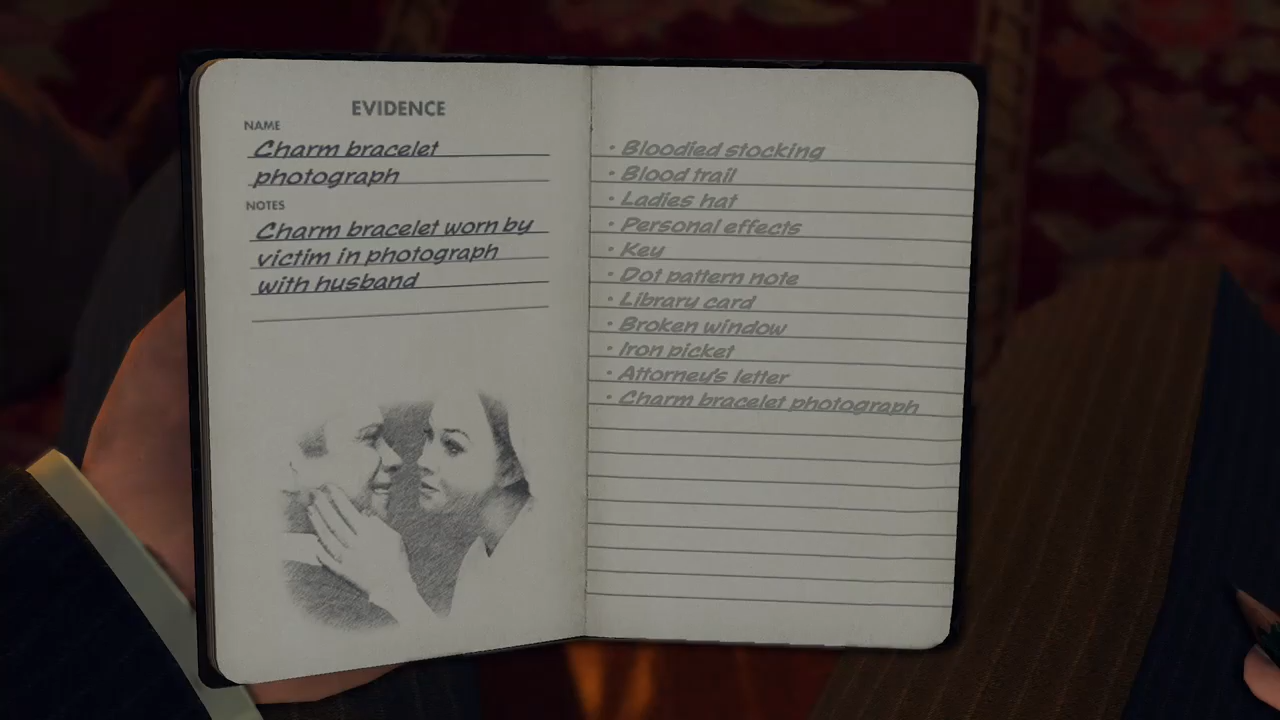 EVIDENCE
NAME
Charm bracelet
photograph
NOTES
Charm bracelet worn by
victim in photograph
with husband
• Bloodied stocking
• Blood trail
• Ladies hat
• Personal effects
• Key
• Dot pattern note
• Library card
• Broken window
• Iron picket
• Attorney's letter
• Charm bracelet photograph